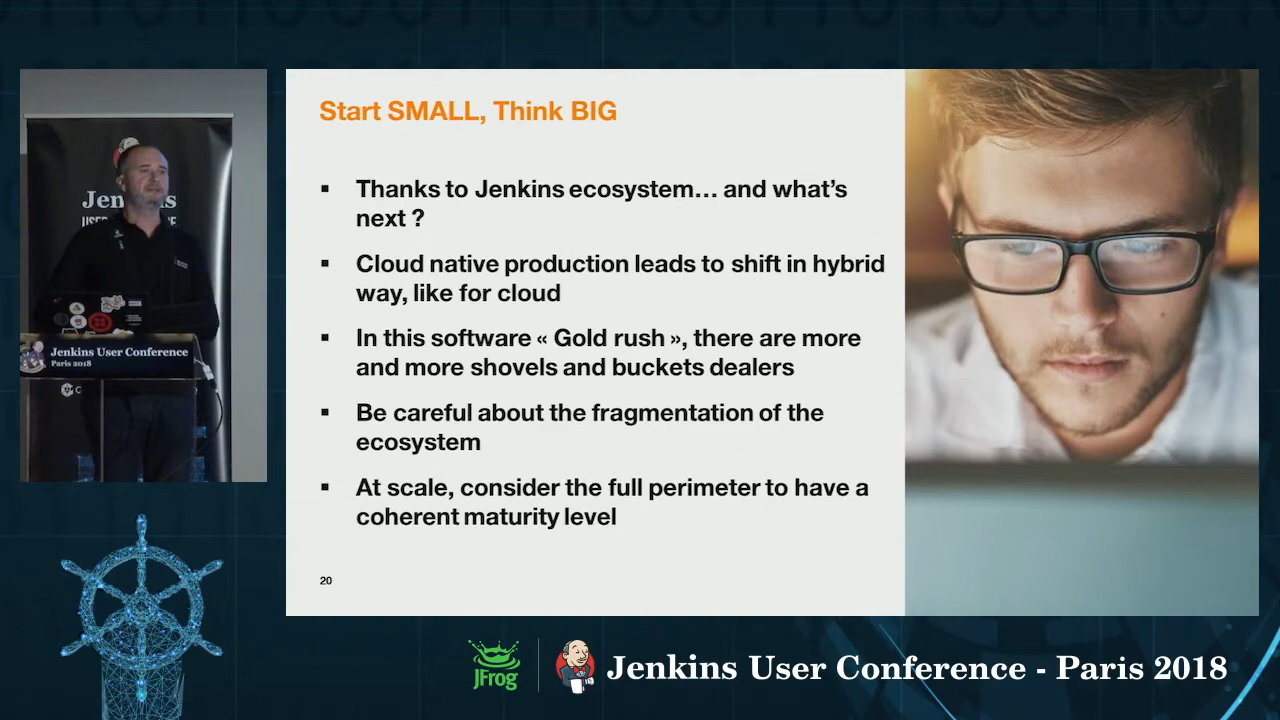 Start SMALL, Think BIG
▪ Thanks to Jenkins ecosystem… and what’s
next ?
▪ Cloud native production leads to shift in hybrid
way, like for cloud
▪ In this software « Gold rush », there are more
and more shovels and buckets dealers
▪ Be careful about the fragmentation of the
ecosystem
▪ At scale, consider the full perimeter to have a
coherent maturity level
20
Jenkins User Conference
Paris 2018
JFrog
Jenkins User Conference - Paris 2018